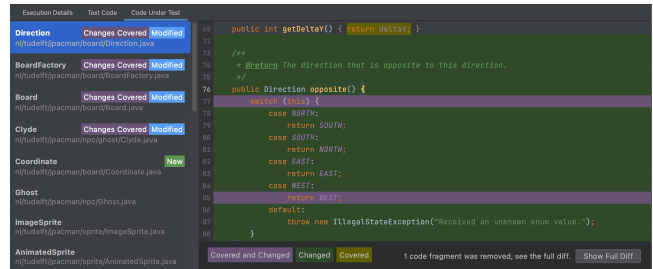 Execution Details Test Code Code Under Test
Direction Changes Covered Modified
nl/tudelft/jpacman/board/Direction.java
BoardFactory Changes Covered Modified
nl/tudelft/jpacman/board/BoardFactory.java
Board Changes Covered Modified
nl/tudelft/jpacman/board/Board.java
Clyde Changes Covered Modified
nl/tudelft/jpacman/npc/ghost/Clyde.java
Coordinate New
nl/tudelft/jpacman/board/Coordinate.java
Ghost
nl/tudelft/jpacman/npc/Ghost.java
ImageSprite
nl/tudelft/jpacman/sprite/ImageSprite.java
AnimatedSprite
nl/tudelft/jpacman/sprite/AnimatedSprite.java
69 public int getDeltaY() { return deltaY; }
72
73 /**
74 * @return The direction that is opposite to this direction.
75 */
76 public Direction opposite() {
77 switch (this) {
78 case NORTH:
79 return SOUTH;
80 case SOUTH:
81 return NORTH;
82 case EAST:
83 return EAST;
84 case WEST:
85 return WEST;
86 default:
87 throw new IllegalStateException("Received an unknown enum value.");
88 }
Covered and Changed Changed Covered 1 code fragment was removed, see the full diff. Show Full Diff